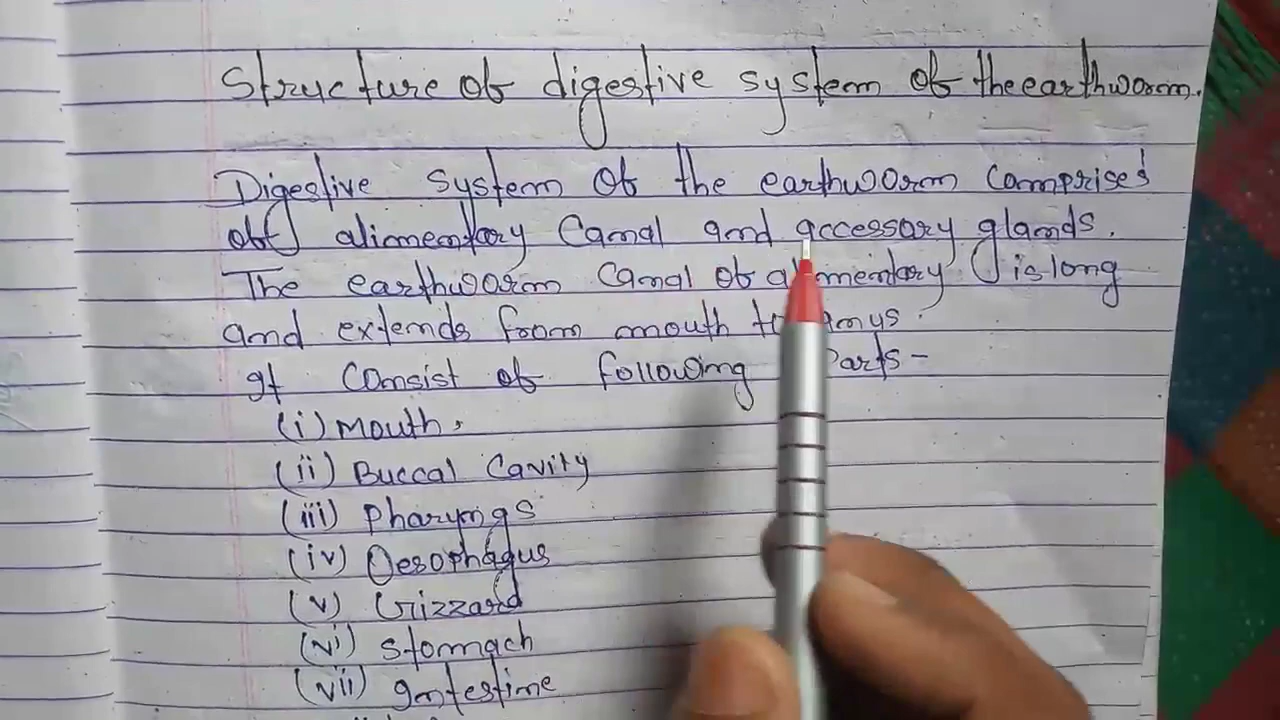 Structure of digestive system of the earthworm.
Digestive system of the earthworm comprises
of alimentary canal and accessary glands.
The earthworm canal of alimentary is long
and extends from mouth to anus.
It consist of following Parts-
(i) Mouth,
(ii) Buccal Cavity
(iii) Pharyngs
(iv) Oesophagus
(v) Gizzard
(vi) Stomach
(vii) Intestine